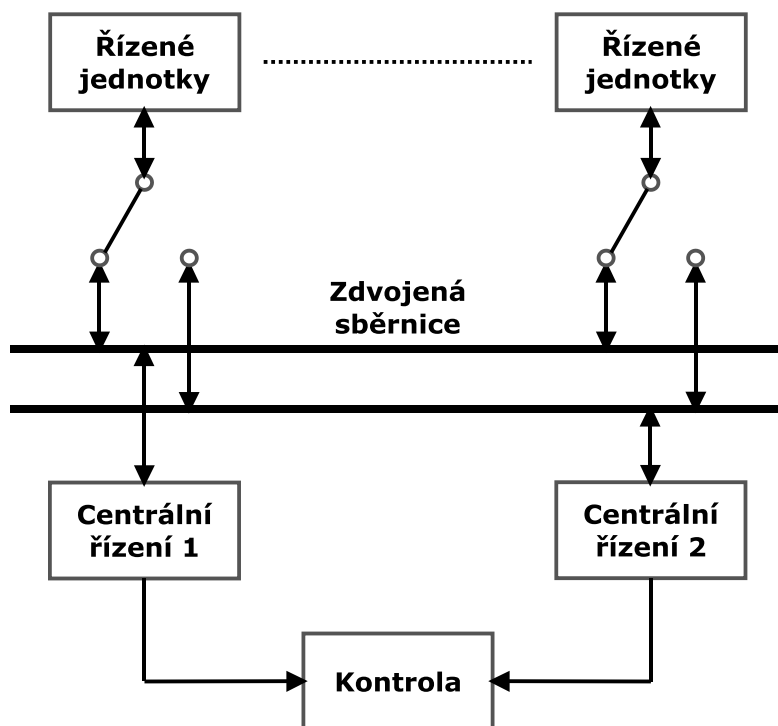 Řízené
jednotky
Řízené
jednotky
Zdvojená
sběrnice
Centrální
řízení 1
Centrální
řízení 2
Kontrola